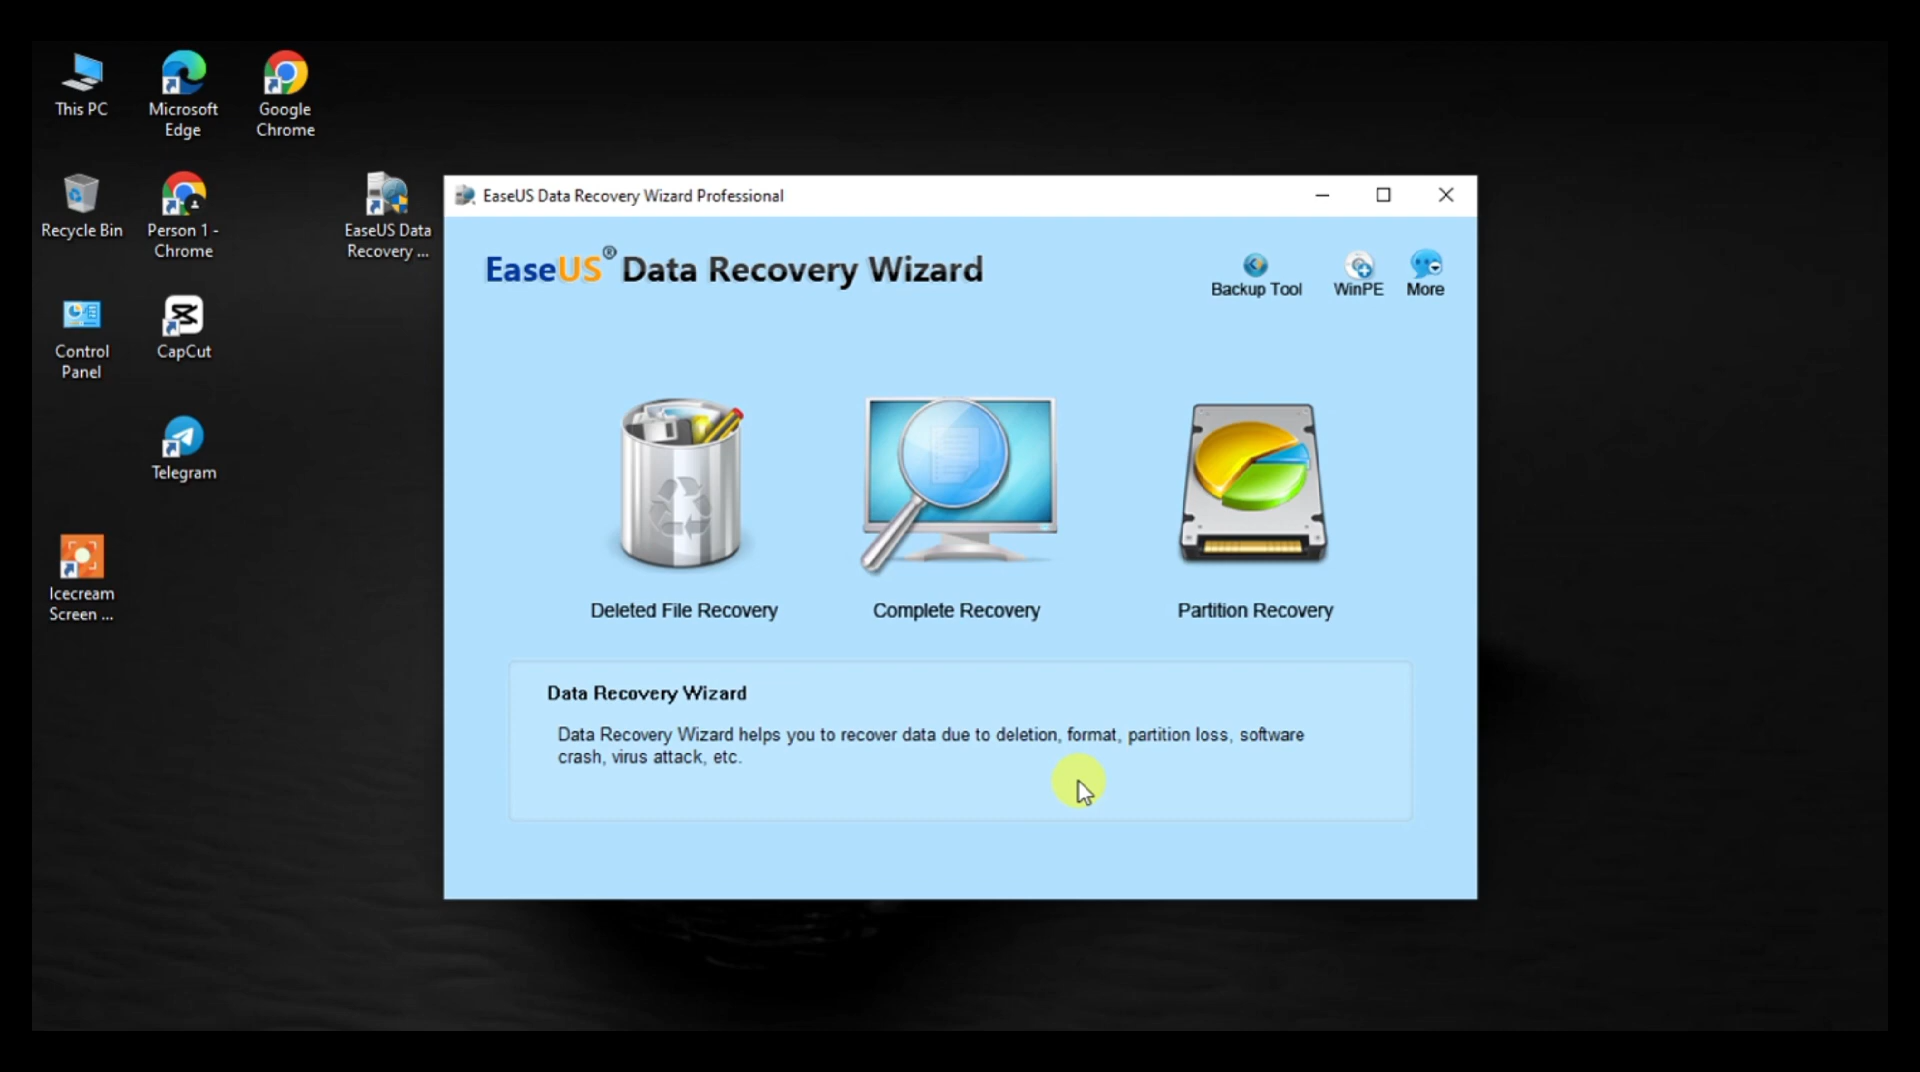 This PC
Microsoft
Edge
Google
Chrome
Recycle Bin
Person 1 -
Chrome
EaseUS Data
Recovery ...
Control
Panel
CapCut
Telegram
Icecream
Screen ...
EaseUS Data Recovery Wizard Professional
EaseUS® Data Recovery Wizard
Backup Tool
WinPE
More
Deleted File Recovery
Complete Recovery
Partition Recovery
Data Recovery Wizard
Data Recovery Wizard helps you to recover data due to deletion, format, partition loss, software
crash, virus attack, etc.